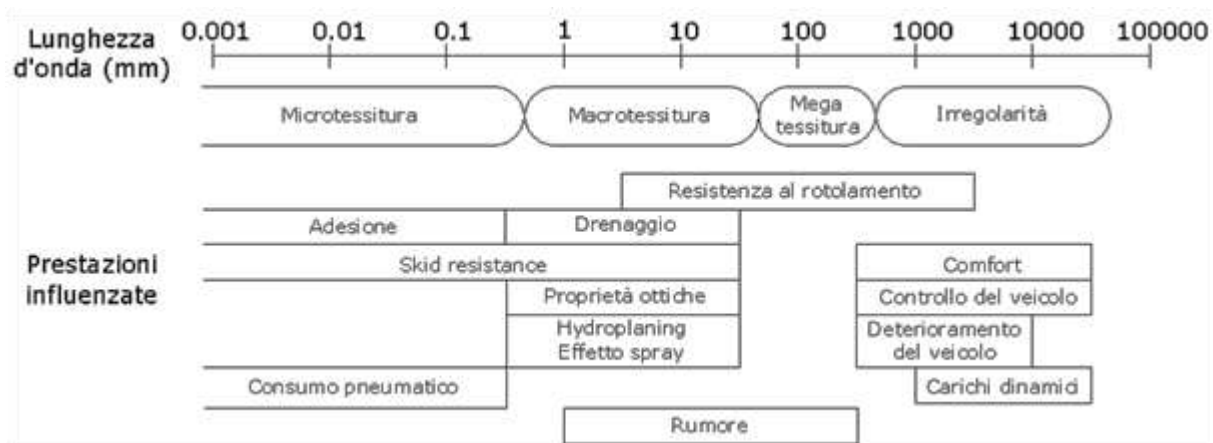 Lunghezza
d'onda (mm)
0.001 0.01 0.1 1 10 100 1000 10000 100000
Microtessitura
Macrotessitura
Mega
tessitura
Irregolarità
Prestazioni
influenzate
Resistenza al rotolamento
Adesione
Drenaggio
Skid resistance
Comfort
Proprietà ottiche
Controllo del veicolo
Hydroplaning
Effetto spray
Deterioramento
del veicolo
Consumo pneumatico
Carichi dinamici
Rumore